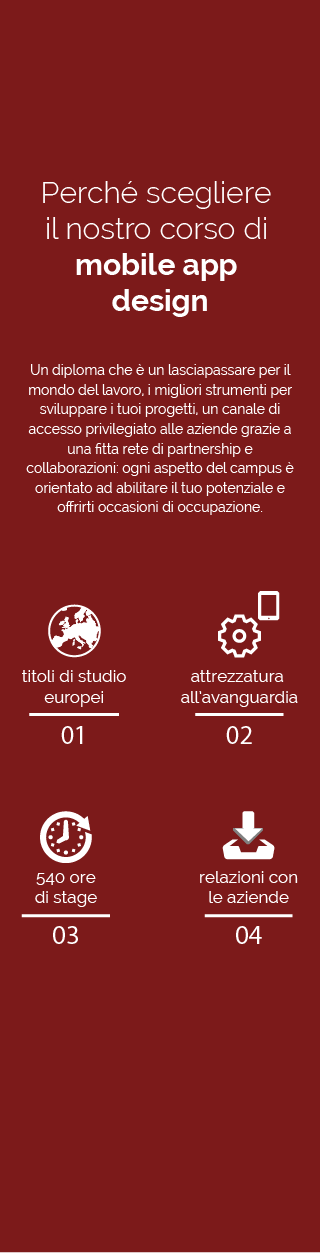 Perché scegliere
il nostro corso di
mobile app
design
Un diploma che è un lasciapassare per il
mondo del lavoro, i migliori strumenti per
sviluppare i tuoi progetti, un canale di
accesso privilegiato alle aziende grazie a
una fitta rete di partnership e
collaborazioni: ogni aspetto del campus è
orientato ad abilitare il tuo potenziale e
offrirti occasioni di occupazione.
titoli di studio
europei
01
attrezzatura
all'avanguardia
02
540 ore
di stage
03
relazioni con
le aziende
04